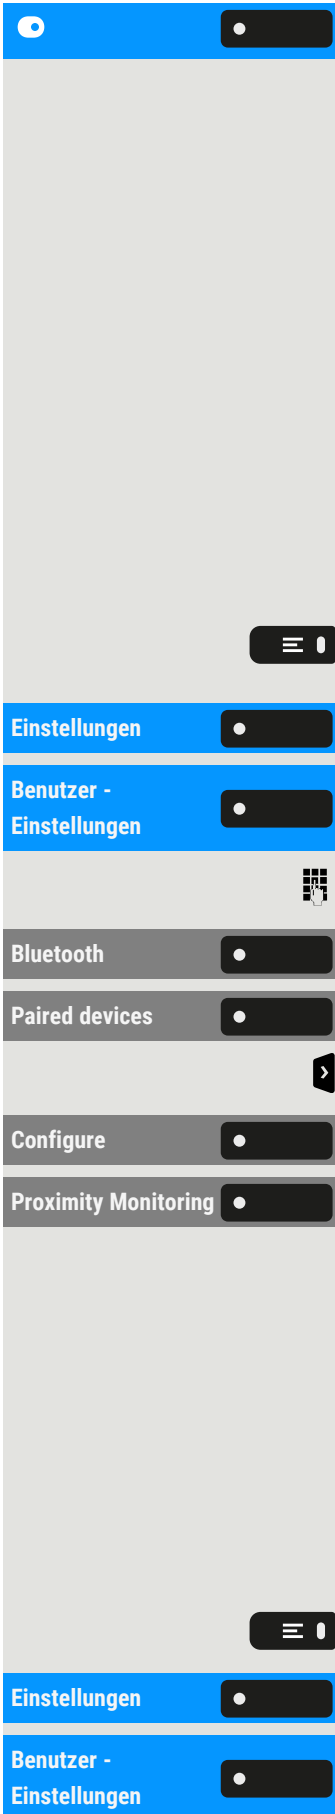 Einstellungen
Benutzer -
Einstellungen
Bluetooth
Paired devices
Configure
Proximity Monitoring
Einstellungen
Benutzer -
Einstellungen